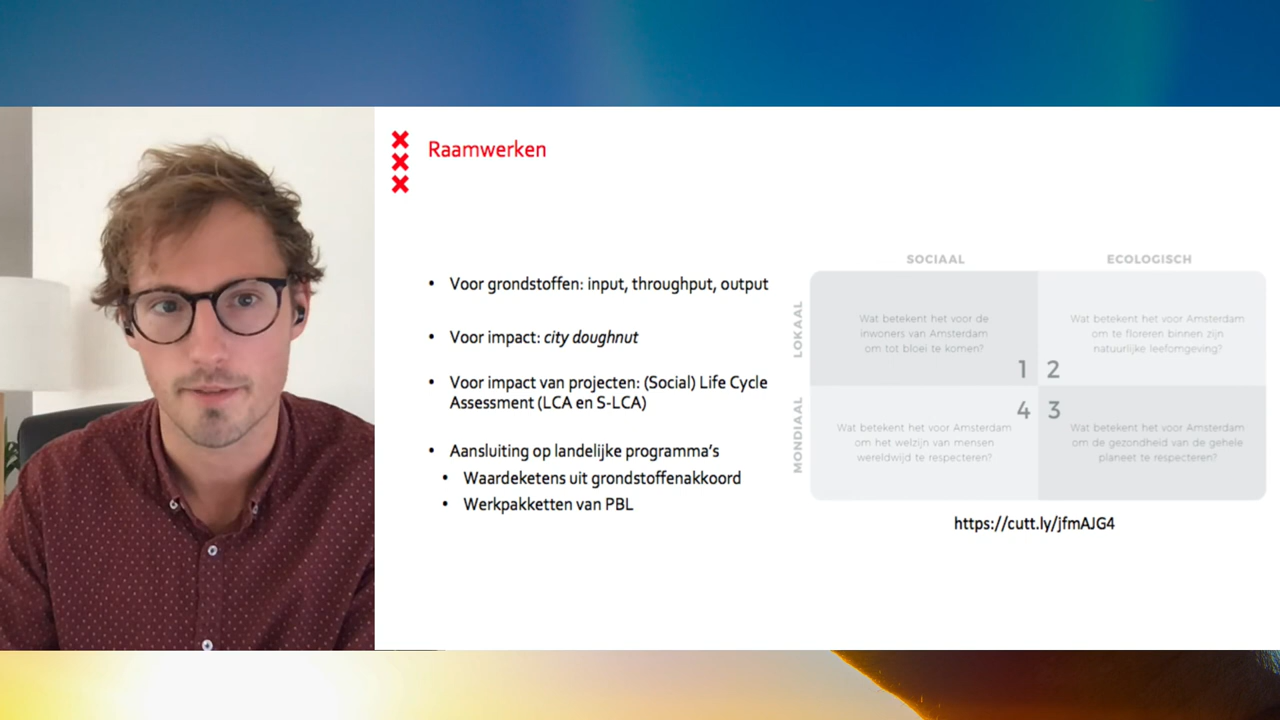 Raamwerken
• Voor grondstoffen: input, throughput, output
• Voor impact: city doughnut
• Voor impact van projecten: (Social) Life Cycle
Assessment (LCA en S-LCA)
• Aansluiting op landelijke programma's
• Waardeketens uit grondstoffenakkoord
• Werkpakketten van PBL
SOCIAAL
ECOLOGISCH
LOKAAL
Wat betekent het voor de
inwoners van Amsterdam
om tot bloei te komen?
1
Wat betekent het voor Amsterdam
om te floreren binnen zijn
natuurlijke leefomgeving?
2
MONDIAAL
Wat betekent het voor Amsterdam
om het welzijn van mensen
wereldwijd te respecteren?
4
Wat betekent het voor Amsterdam
om de gezondheid van de gehele
planeet te respecteren?
3
https://cutt.ly/jfmAJG4